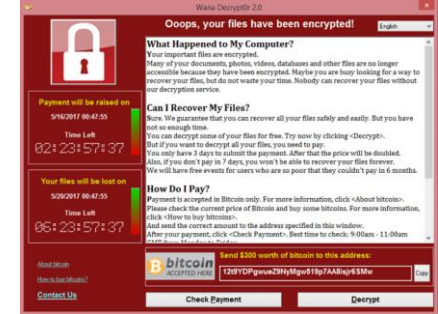 Wana Decrypt0r 2.0
Ooops, your files have been encrypted!
English
What Happened to My Computer?
Your important files are encrypted.
Many of your documents, photos, videos, databases and other files are no longer
accessible because they have been encrypted. Maybe you are busy looking for a way to
recover your files, but do not waste your time. Nobody can recover your files without
our decryption service.
Can I Recover My Files?
Sure. We guarantee that you can recover all your files safely and easily. But you have
not so enough time.
You can decrypt some of your files for free. Try now by clicking <Decrypt>.
But if you want to decrypt all your files, you need to pay.
You only have 3 days to submit the payment. After that the price will be doubled.
Also, if you don't pay in 7 days, you won't be able to recover your files forever.
We will have free events for users who are so poor that they couldn't pay in 6 months.
How Do I Pay?
Payment is accepted in Bitcoin only. For more information, click <About bitcoin>.
Please check the current price of Bitcoin and buy some bitcoins. For more information,
click <How to buy bitcoins>.
And send the correct amount to the address specified in this window.
After your payment, click <Check Payment>. Best time to check: 9:00am - 11:00am
GMT from Monday to Friday.
Payment will be raised on
5/16/2017 00:47:55
Time Left
02:23:57:37
Your files will be lost on
5/20/2017 00:47:55
Time Left
06:23:57:37
About bitcoin
How to buy bitcoins?
Contact Us
bitcoin
ACCEPTED HERE
Send $300 worth of bitcoin to this address:
12t9YDPgwueZ9NyMgw519p7AA8isjr6SMw
Copy
Check Payment
Decrypt